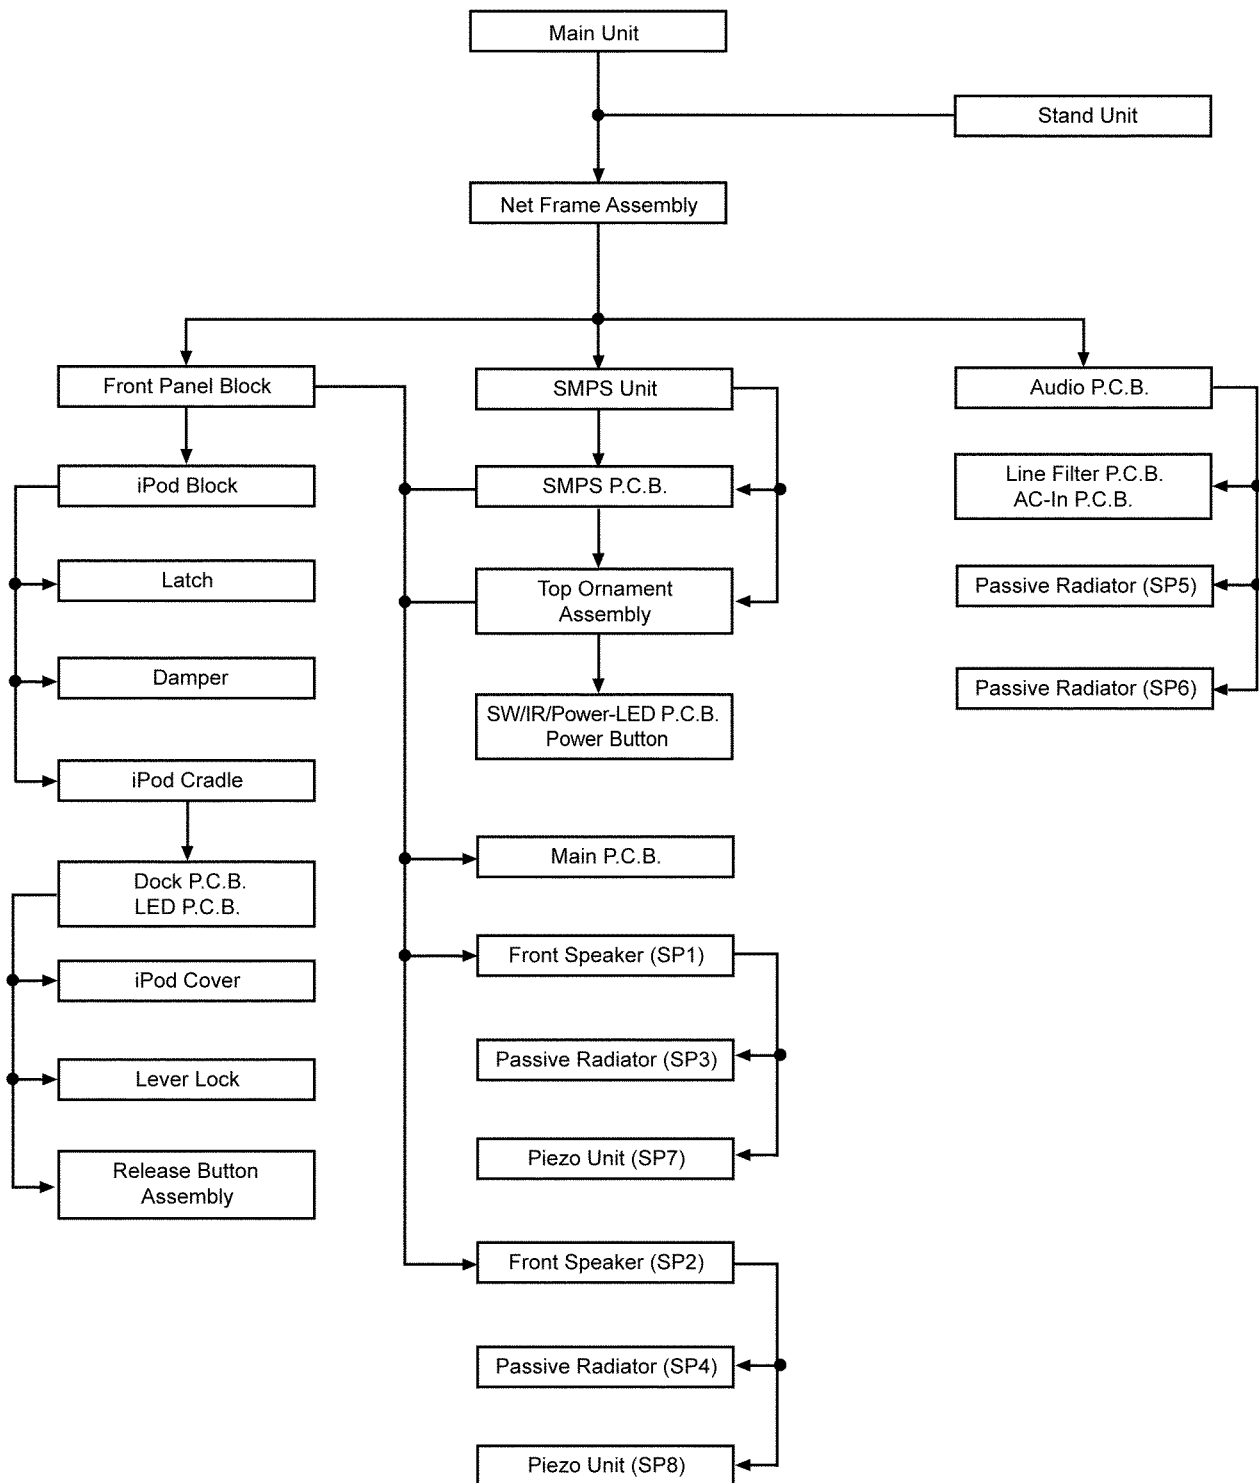 Main Unit
Stand Unit
Net Frame Assembly
Front Panel Block
SMPS Unit
Audio P.C.B.
iPod Block
SMPS P.C.B.
Line Filter P.C.B.
AC-In P.C.B.
Latch
Top Ornament
Assembly
Passive Radiator (SP5)
Damper
SW/IR/Power-LED P.C.B.
Power Button
Passive Radiator (SP6)
iPod Cradle
Main P.C.B.
Dock P.C.B.
LED P.C.B.
Front Speaker (SP1)
iPod Cover
Passive Radiator (SP3)
Lever Lock
Piezo Unit (SP7)
Release Button
Assembly
Front Speaker (SP2)
Passive Radiator (SP4)
Piezo Unit (SP8)